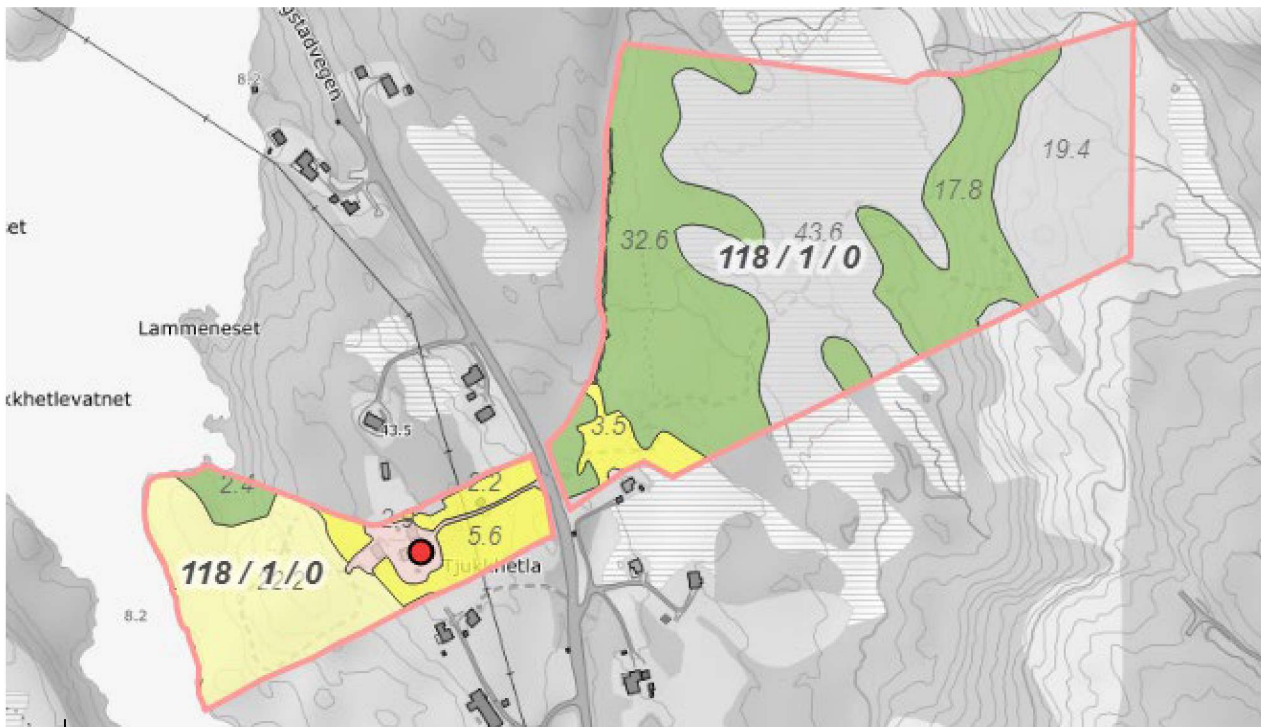 gstadvegen
8.2
19.4
17.8
set
32.6
43.6
118 / 1 / 0
Lammeneset
kkhetlevatnet
3.5
43.5
2.4
2.2
5.6
118 / 1 / 0
22.2
Tjukkhetla
8.2